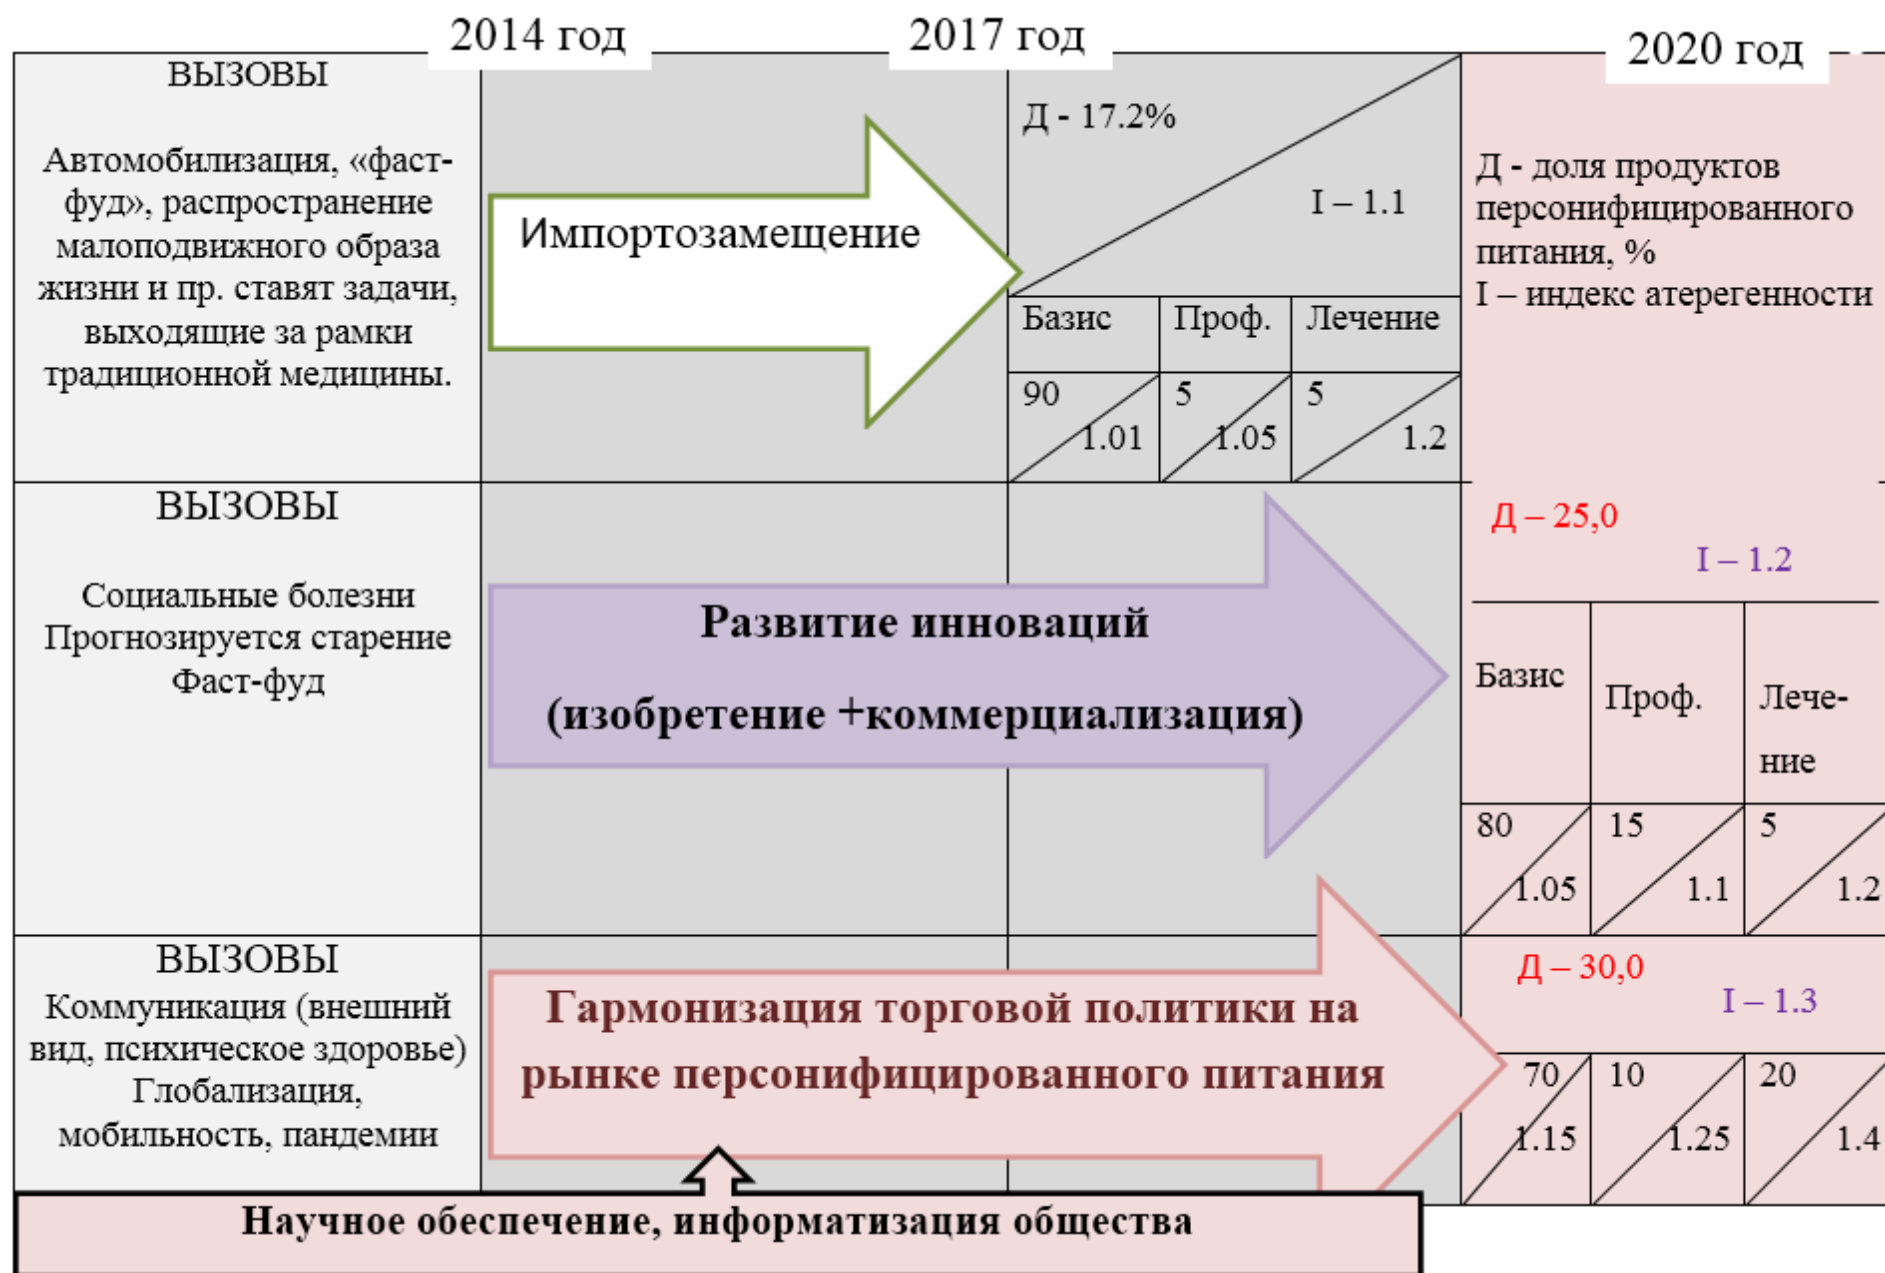 2014 год
2017 год
2020 год
ВЫЗОВЫ
Автомобилизация, «фаст-
фуд», распространение
малоподвижного образа
жизни и пр. ставят задачи,
выходящие за рамки
традиционной медицины.
Импортозамещение
Д - 17.2%
I – 1.1
Базис
Проф.
Лечение
90
1.01
5
1.05
5
1.2
Д - доля продуктов
персонифицированного
питания, %
I – индекс атерегенности
ВЫЗОВЫ
Социальные болезни
Прогнозируется старение
Фаст-фуд
Развитие инноваций
(изобретение +коммерциализация)
Д – 25,0
I – 1.2
Базис
Проф.
Лече-
ние
80
1.05
15
1.1
5
1.2
ВЫЗОВЫ
Коммуникация (внешний
вид, психическое здоровье)
Глобализация,
мобильность, пандемии
Гармонизация торговой политики на
рынке персонифицированного питания
Д – 30,0
I – 1.3
70
1.15
10
1.25
20
1.4
Научное обеспечение, информатизация общества